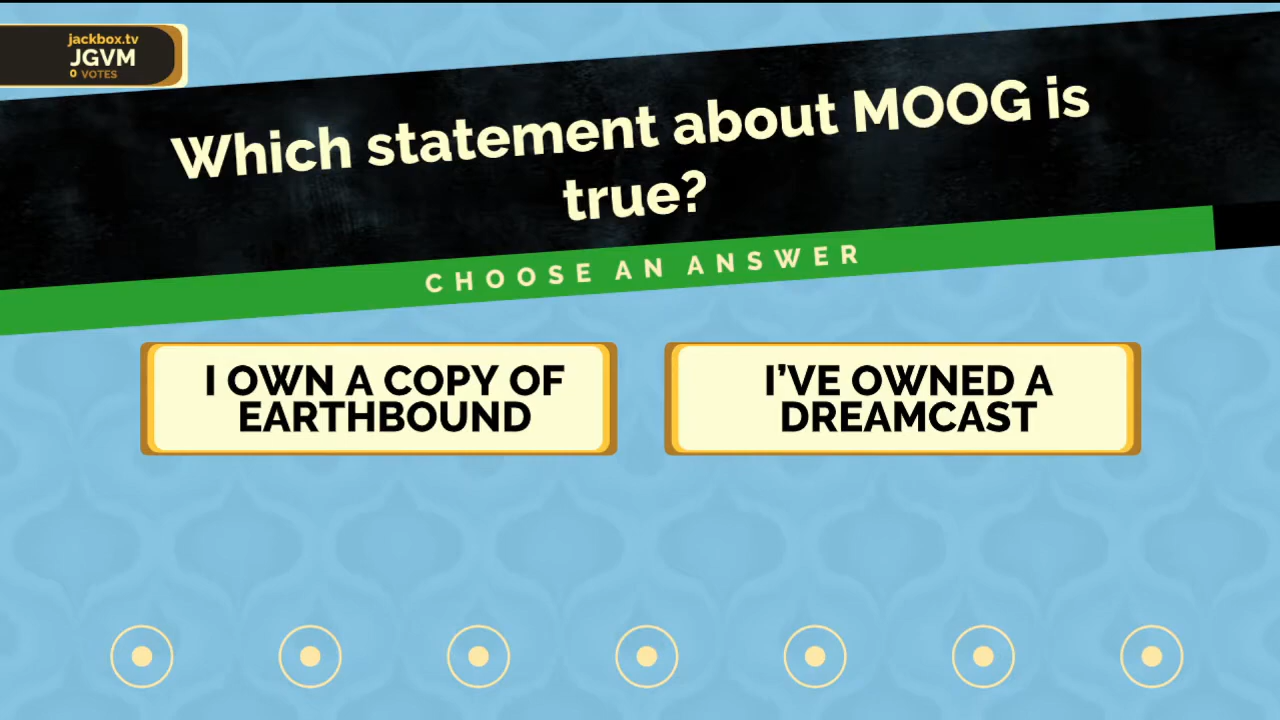 jackbox.tv
JGVM
0 VOTES
Which statement about MOOG is
true?
CHOOSE AN ANSWER
I OWN A COPY OF
EARTHBOUND
I’VE OWNED A
DREAMCAST